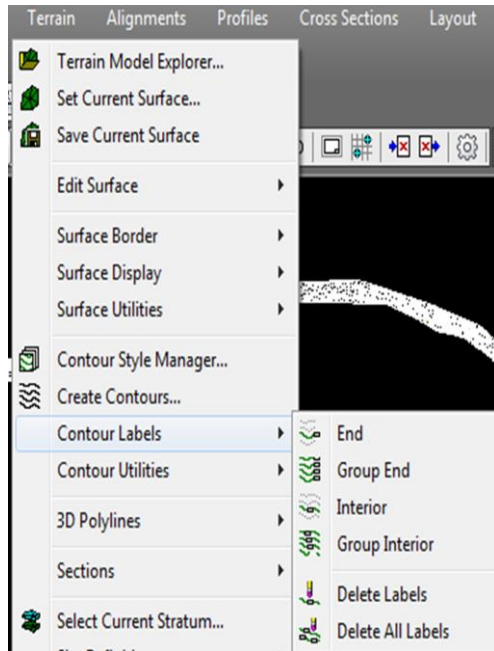 Terrain Alignments Profiles Cross Sections Layout
Terrain Model Explorer...
Set Current Surface...
Save Current Surface
Edit Surface
Surface Border
Surface Display
Surface Utilities
Contour Style Manager...
Create Contours...
Contour Labels
Contour Utilities
3D Polylines
Sections
Select Current Stratum...
End
Group End
Interior
Group Interior
Delete Labels
Delete All Labels